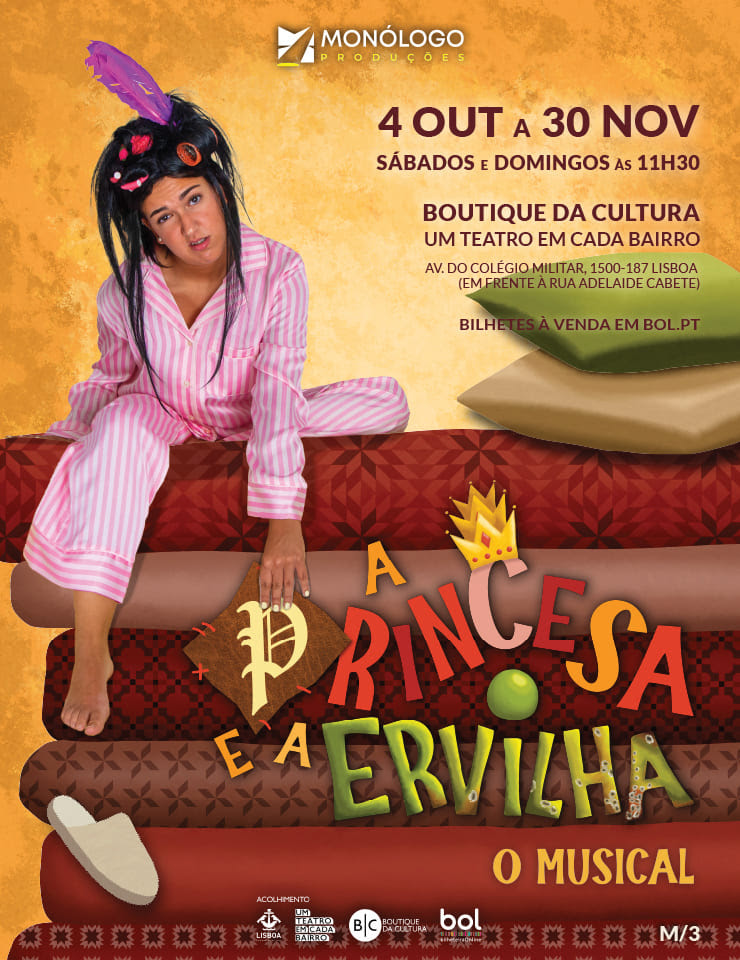 MONÓLOGO
PRODUÇÕES
4 OUT A 30 NOV
SÁBADOS E DOMINGOS ÀS 11H30
BOUTIQUE DA CULTURA
UM TEATRO EM CADA BAIRRO
AV. DO COLÉGIO MILITAR, 1500-187 LISBOA
(EM FRENTE À RUA ADELAIDE CABETE)
BILHETES À VENDA EM BOL.PT
A
PRINCESA
E A ERVILHA
O MUSICAL
ACOLHIMENTO
LISBOA
UM
TEATRO
EM CADA
BAIRRO
B|C
BOUTIQUE
DA CULTURA
bol
bilheteiraOnline
M/3